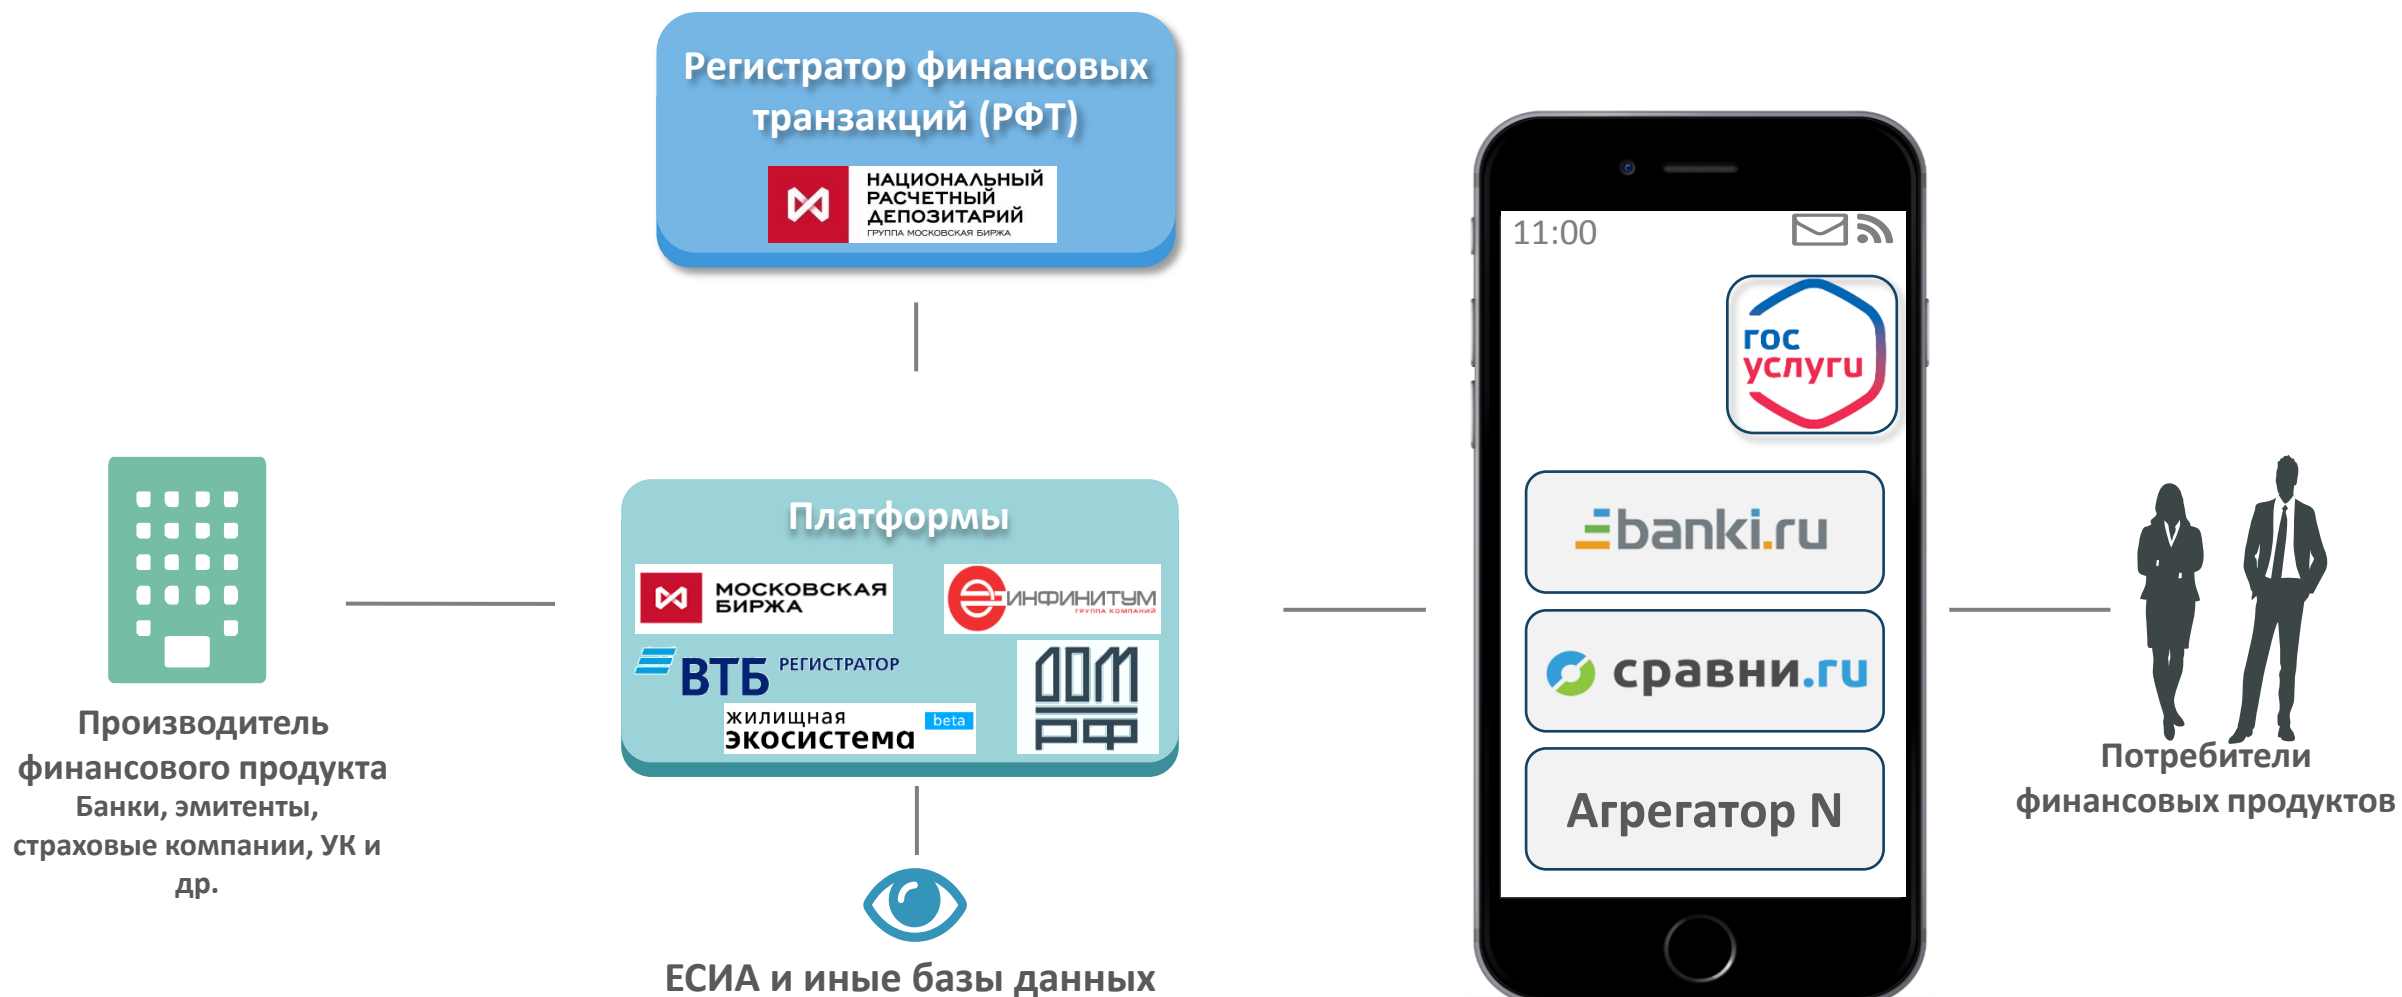 Регистратор финансовых
транзакций (РФТ)
НАЦИОНАЛЬНЫЙ
РАСЧЕТНЫЙ
ДЕПОЗИТАРИЙ
ГРУППА МОСКОВСКАЯ БИРЖА
Производитель
финансового продукта
Банки, эмитенты,
страховые компании, УК и
др.
Платформы
МОСКОВСКАЯ
БИРЖА
ИНФИНИТУМ
ГРУППА КОМПАНИЙ
ВТБ РЕГИСТРАТОР
ЖИЛИЩНАЯ beta
ЭКОСИСТЕМА
ДОМ
РФ
ЕСИА и иные базы данных
11:00
гос
услуги
banki.ru
сравни.ru
Агрегатор N
Потребители
финансовых продуктов